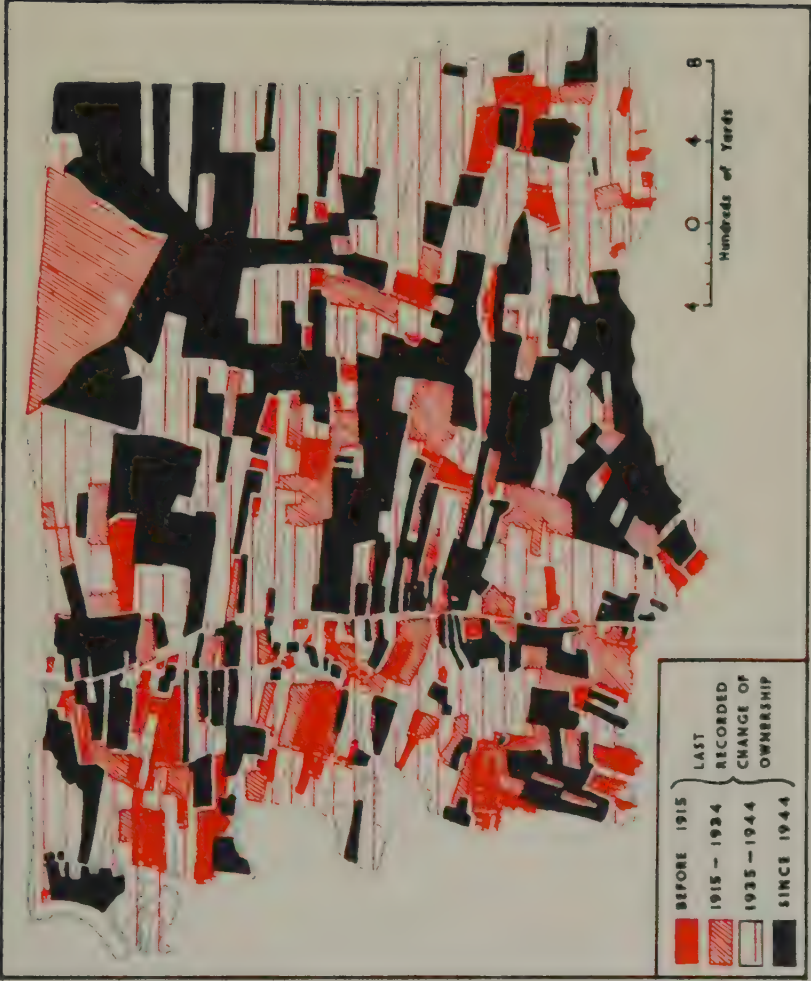 BEFORE 1915
1915 – 1934
1935 – 1944
SINCE 1944
LAST
RECORDED
CHANGE OF
OWNERSHIP
4 0 4 8
Hundreds of Yards